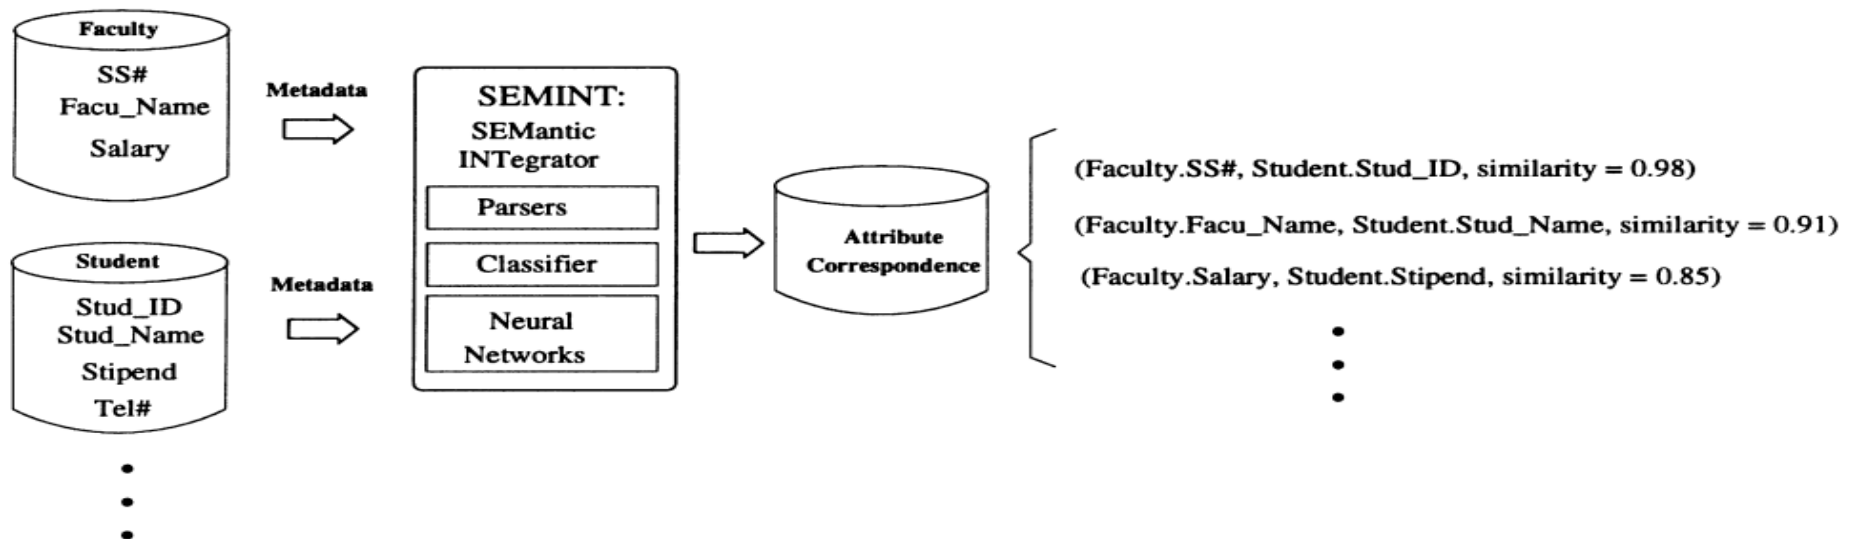 Faculty
SS#
Facu_Name
Salary
Metadata
Student
Stud_ID
Stud_Name
Stipend
Tel#
Metadata
SEMINT:
SEMantic
INTegrator
Parsers
Classifier
Neural
Networks
Attribute
Correspondence
(Faculty.SS#, Student.Stud_ID, similarity = 0.98)
(Faculty.Facu_Name, Student.Stud_Name, similarity = 0.91)
(Faculty.Salary, Student.Stipend, similarity = 0.85)